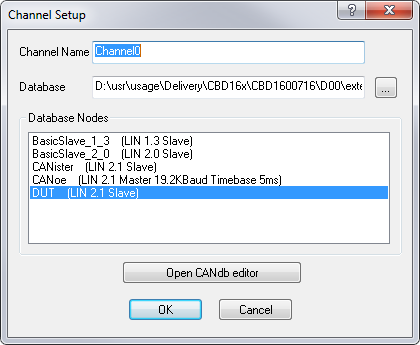 Channel Setup
Channel Name Channel0
Database D:\usr\usage\Delivery\CBD16x\CBD1600716\D00\exte ...
Database Nodes
BasicSlave_1_3 (LIN 1.3 Slave)
BasicSlave_2_0 (LIN 2.0 Slave)
CANister (LIN 2.1 Slave)
CANoe (LIN 2.1 Master 19.2KBaud Timebase 5ms)
DUT (LIN 2.1 Slave)
Open CANdb editor
OK Cancel